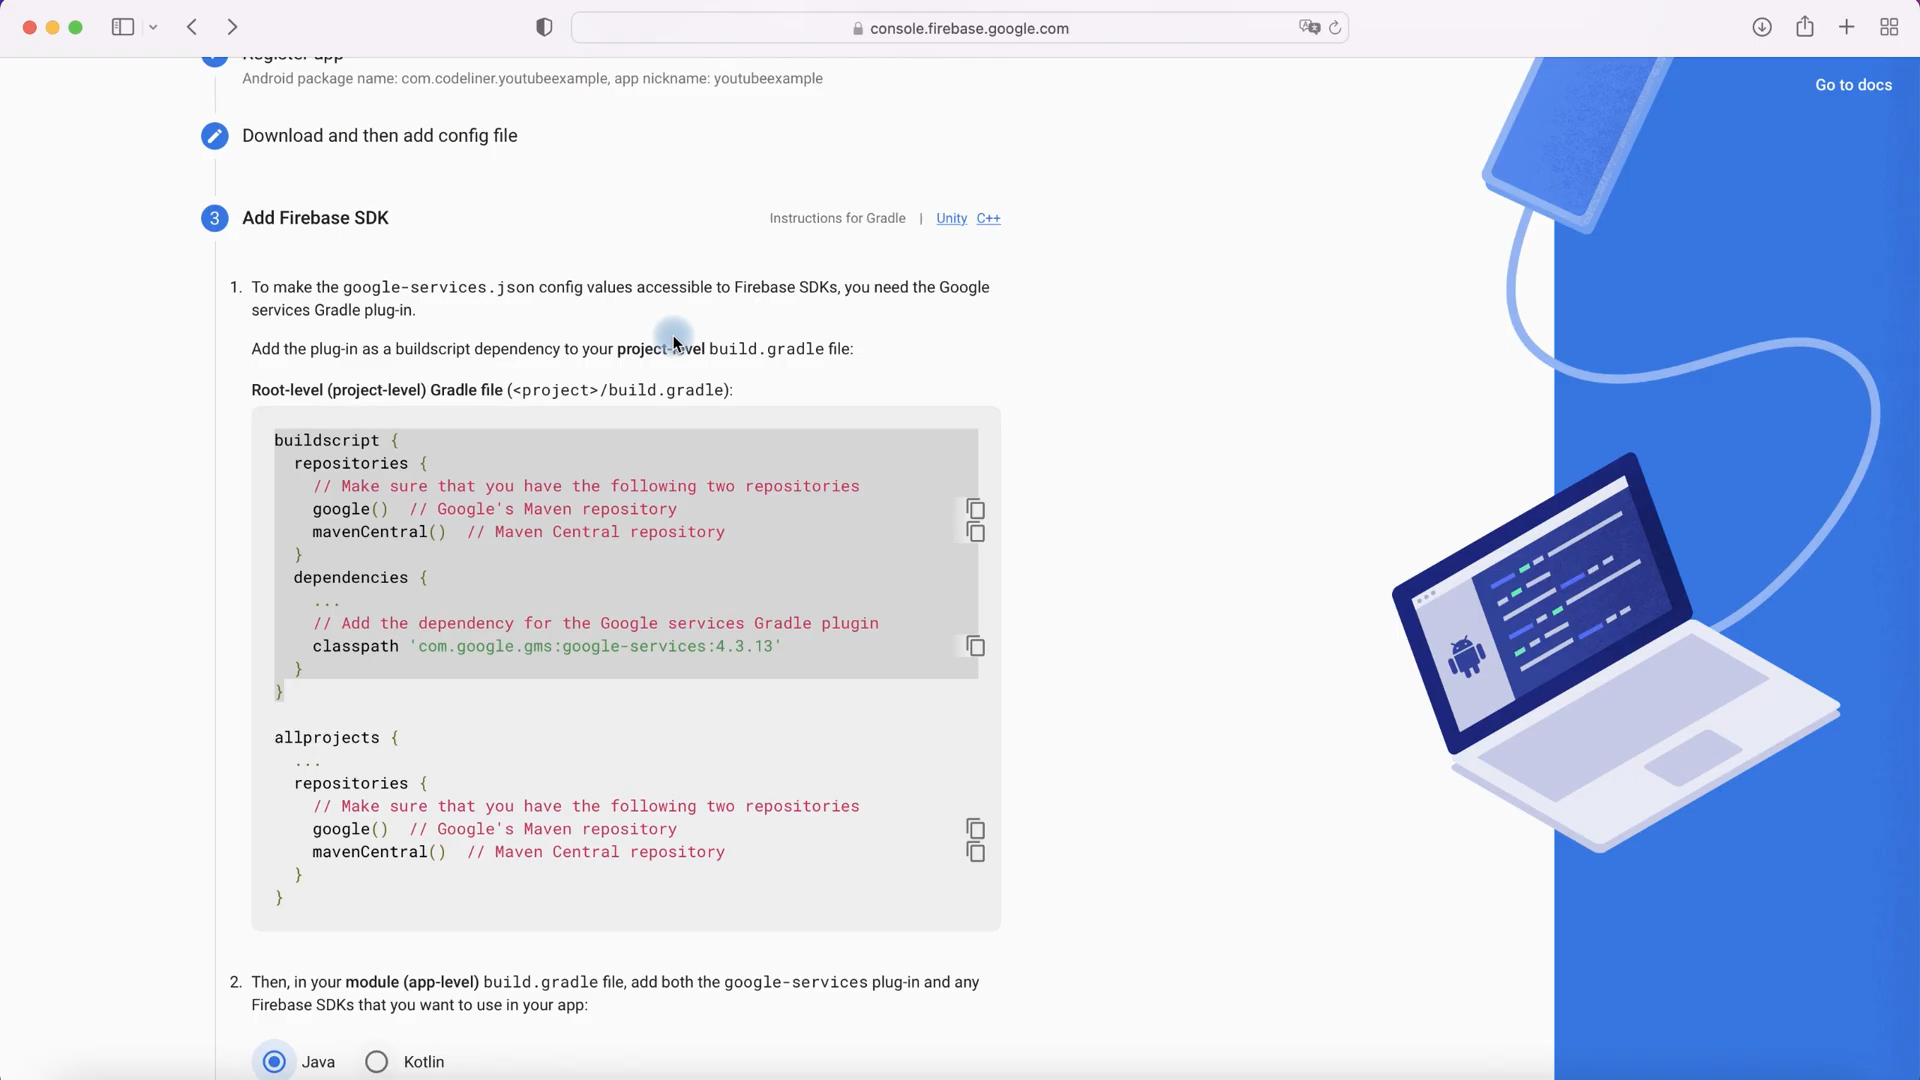 console.firebase.google.com
Register app
Android package name: com.codeliner.youtubeexample, app nickname: youtubeexample
Go to docs
Download and then add config file
3 Add Firebase SDK Instructions for Gradle | Unity C++
1. To make the google-services.json config values accessible to Firebase SDKs, you need the Google
services Gradle plug-in.
Add the plug-in as a buildscript dependency to your project-level build.gradle file:
Root-level (project-level) Gradle file (<project>/build.gradle):
buildscript {
repositories {
// Make sure that you have the following two repositories
google() // Google's Maven repository
mavenCentral() // Maven Central repository
}
dependencies {
...
// Add the dependency for the Google services Gradle plugin
classpath 'com.google.gms:google-services:4.3.13'
}
}
allprojects {
...
repositories {
// Make sure that you have the following two repositories
google() // Google's Maven repository
mavenCentral() // Maven Central repository
}
}
2. Then, in your module (app-level) build.gradle file, add both the google-services plug-in and any
Firebase SDKs that you want to use in your app:
Java Kotlin